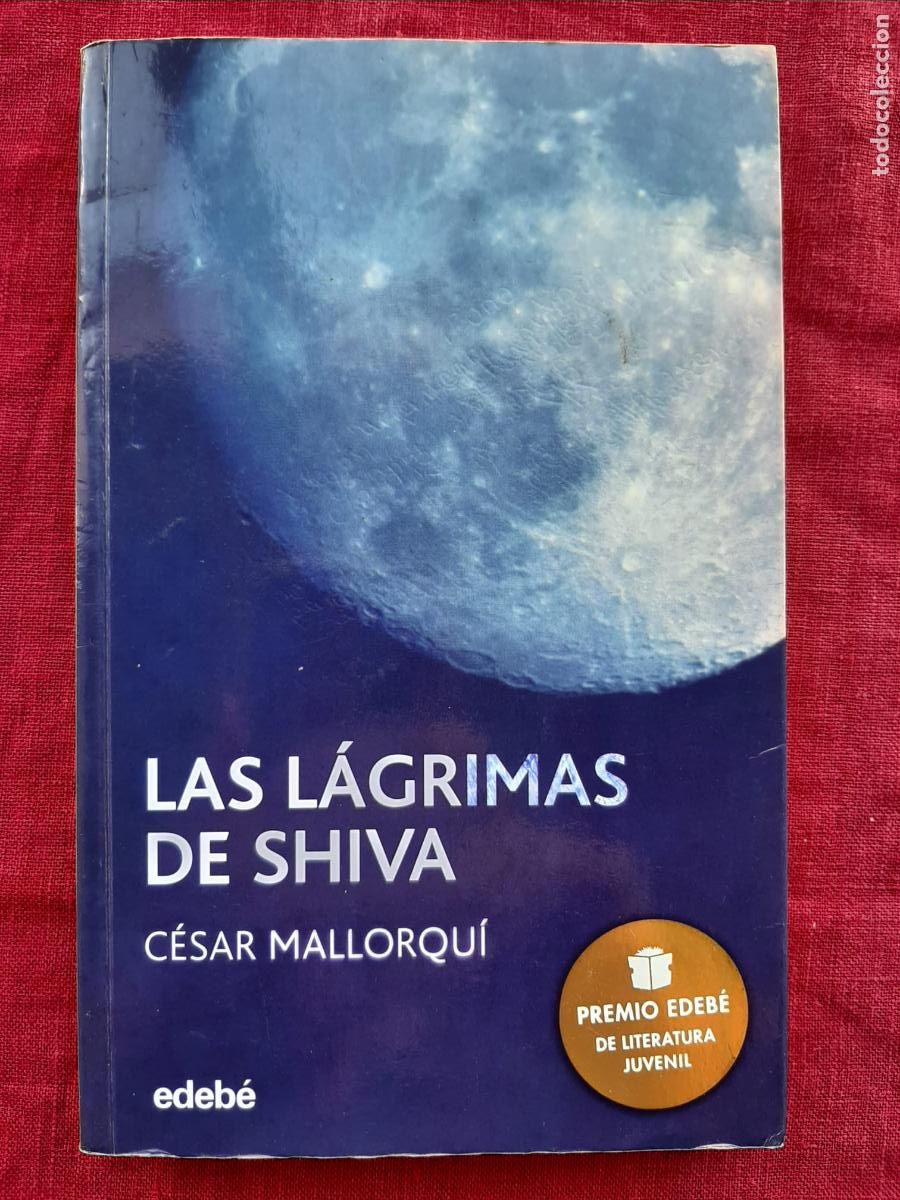 todocoleccion
LAS LÁGRIMAS
DE SHIVA
CÉSAR MALLORQUÍ
PREMIO EDEBÉ
DE LITERATURA
JUVENIL
edebé